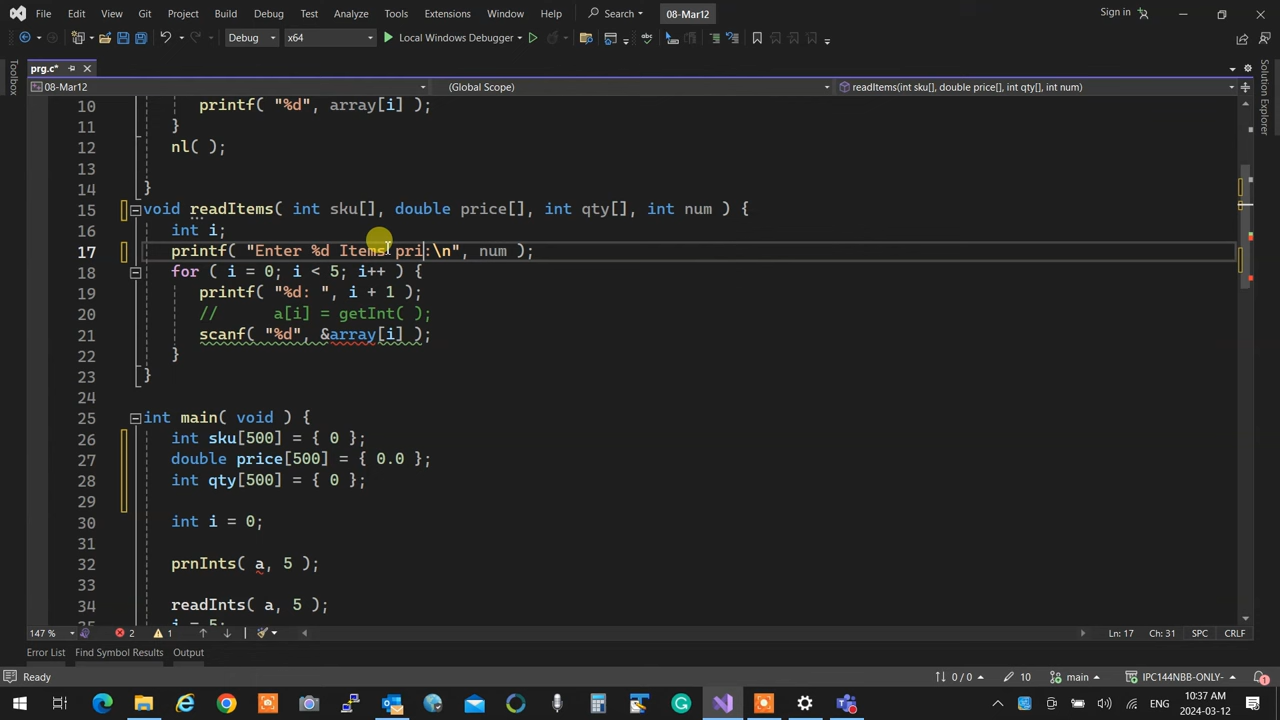 File Edit View Git Project Build Debug Test Analyze Tools Extensions Window Help Search 08-Mar12 Sign in
Debug x64 Local Windows Debugger
prg.c*
08-Mar12 (Global Scope) readItems(int sku[], double price[], int qty[], int num)
Toolbox
Solution Explorer
10 printf( "%d", array[i] );
11 }
12 nl( );
13
14 }
15 void readItems( int sku[], double price[], int qty[], int num ) {
16 int i;
17 printf( "Enter %d Items pri:\n", num );
18 for ( i = 0; i < 5; i++ ) {
19 printf( "%d: ", i + 1 );
20 // a[i] = getInt( );
21 scanf( "%d", &array[i] );
22 }
23 }
24
25 int main( void ) {
26 int sku[500] = { 0 };
27 double price[500] = { 0.0 };
28 int qty[500] = { 0 };
29
30 int i = 0;
31
32 prnInts( a, 5 );
33
34 readInts( a, 5 );
35 i = 5;
147 % 2 1 Ln: 17 Ch: 31 SPC CRLF
Error List Find Symbol Results Output
Ready 0 / 0 10 main IPC144NBB-ONLY- 1
ENG 10:37 AM
2024-03-12